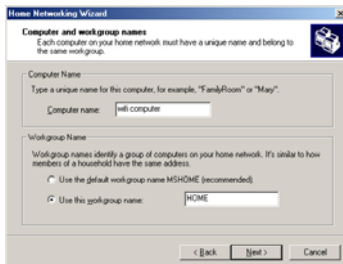 Home Networking Wizard
Computer and workgroup names
Each computer on your home network must have a unique name and belong to
the same workgroup.
Computer Name
Type a unique name for this computer, for example, "FamilyRoom" or "Mary".
Computer name:
wifi computer
Workgroup Name
Workgroup names identify a group of computers on your home network. It's similar to how
members of a household have the same address.
Use the default workgroup name MSHOME (recommended).
Use this workgroup name:
HOME
< Back
Next >
Cancel